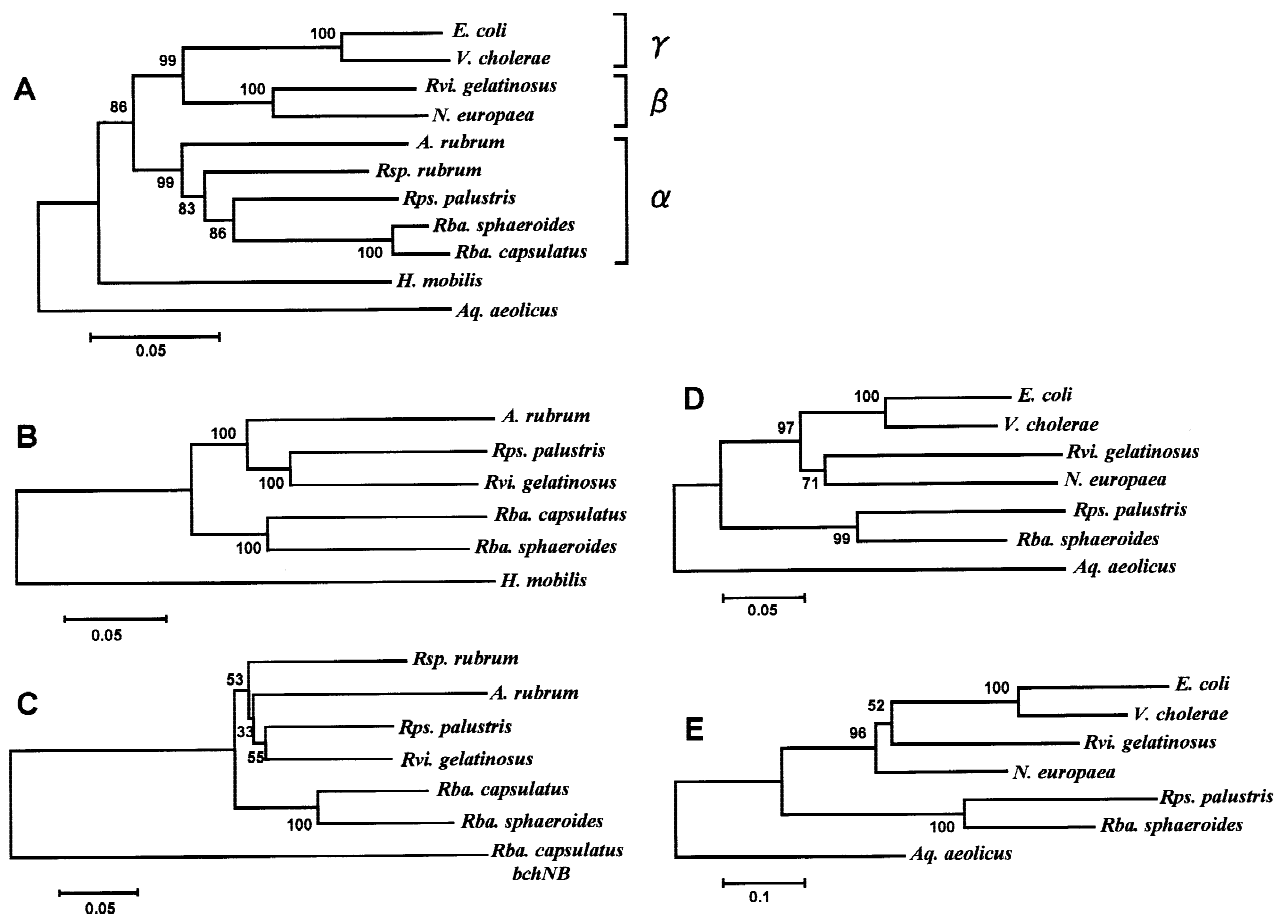 A
100
E. coli
V. cholerae
γ
99
100
Rvi. gelatinosus
N. europaea
β
86
A. rubrum
Rsp. rubrum
99
Rps. palustris
83
Rba. sphaeroides
86
100
Rba. capsulatus
α
H. mobilis
Aq. aeolicus
0.05
B
A. rubrum
100
Rps. palustris
100
Rvi. gelatinosus
Rba. capsulatus
100
Rba. sphaeroides
H. mobilis
0.05
C
Rsp. rubrum
53
A. rubrum
33
Rps. palustris
55
Rvi. gelatinosus
Rba. capsulatus
100
Rba. sphaeroides
Rba. capsulatus
bchNB
0.05
D
100
E. coli
V. cholerae
97
Rvi. gelatinosus
71
N. europaea
Rps. palustris
99
Rba. sphaeroides
Aq. aeolicus
0.05
E
100
E. coli
52
V. cholerae
96
Rvi. gelatinosus
N. europaea
Rps. palustris
100
Rba. sphaeroides
Aq. aeolicus
0.1